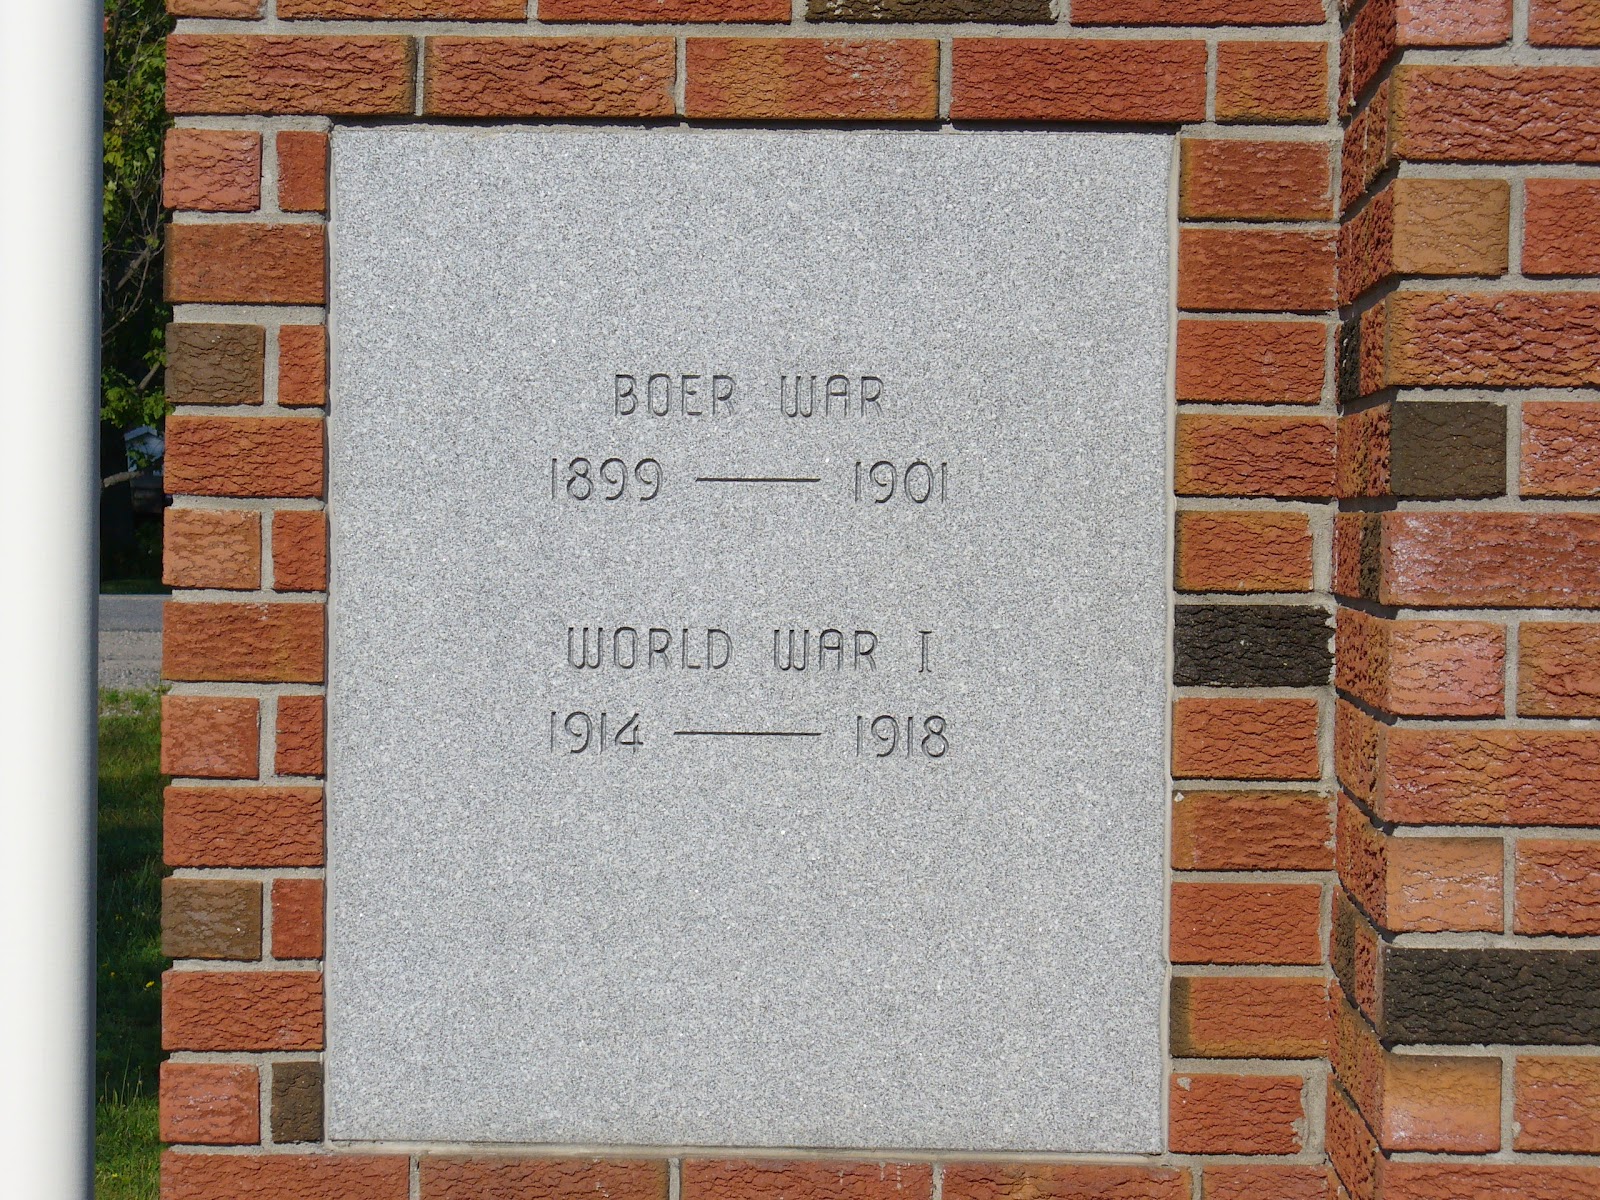 BOER WAR
1899 — 1901
WORLD WAR I
1914 — 1918